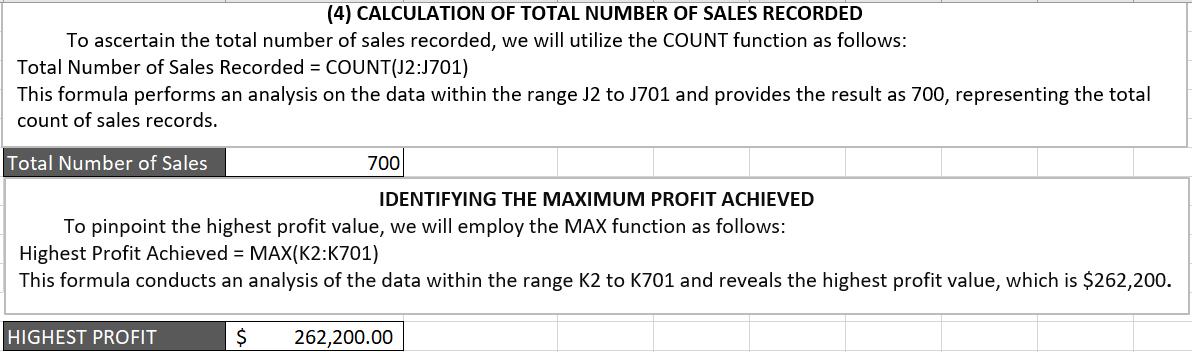 (4) CALCULATION OF TOTAL NUMBER OF SALES RECORDED
To ascertain the total number of sales recorded, we will utilize the COUNT function as follows:
Total Number of Sales Recorded = COUNT(J2:J701)
This formula performs an analysis on the data within the range J2 to J701 and provides the result as 700, representing the total
count of sales records.
Total Number of Sales 700
IDENTIFYING THE MAXIMUM PROFIT ACHIEVED
To pinpoint the highest profit value, we will employ the MAX function as follows:
Highest Profit Achieved = MAX(K2:K701)
This formula conducts an analysis of the data within the range K2 to K701 and reveals the highest profit value, which is $262,200.
HIGHEST PROFIT $ 262,200.00